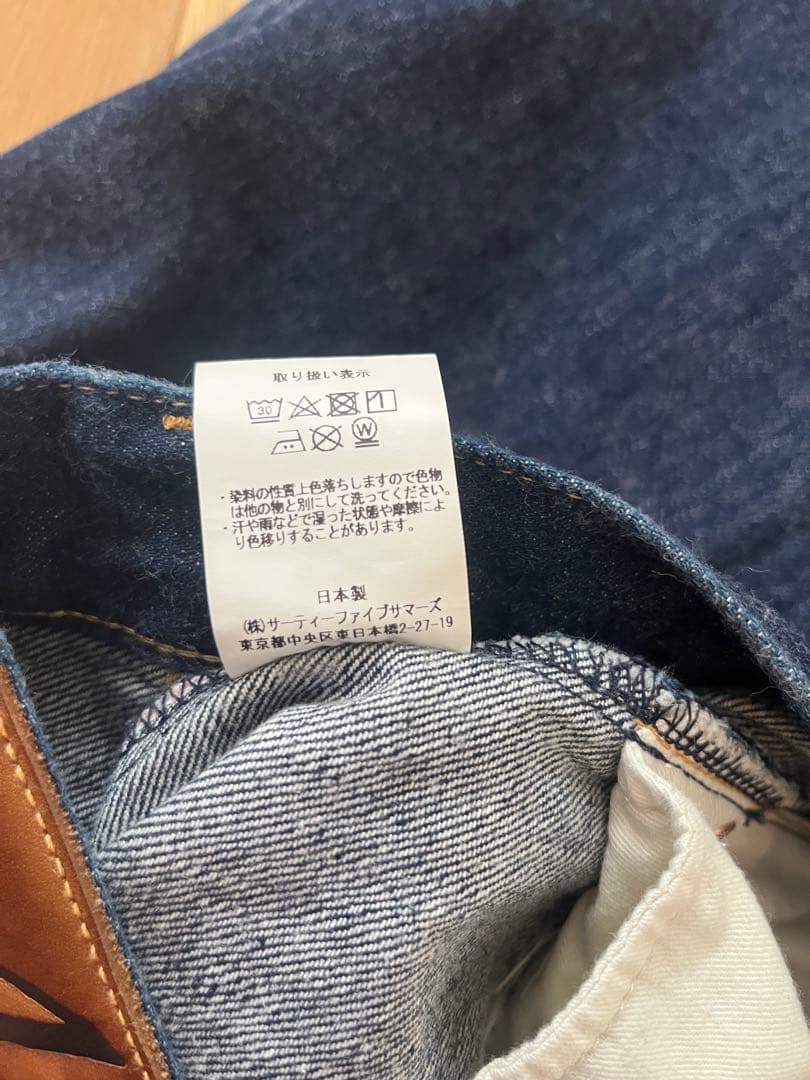 取り扱い表示
30
W
・染料の性質上色落ちしますので色物
は他の物と別にして洗ってください。
・汗や雨などで湿った状態や摩擦によ
り色移りすることがあります。
日本製
(株)サーティーファイブサマーズ
東京都中央区東日本橋2-27-19